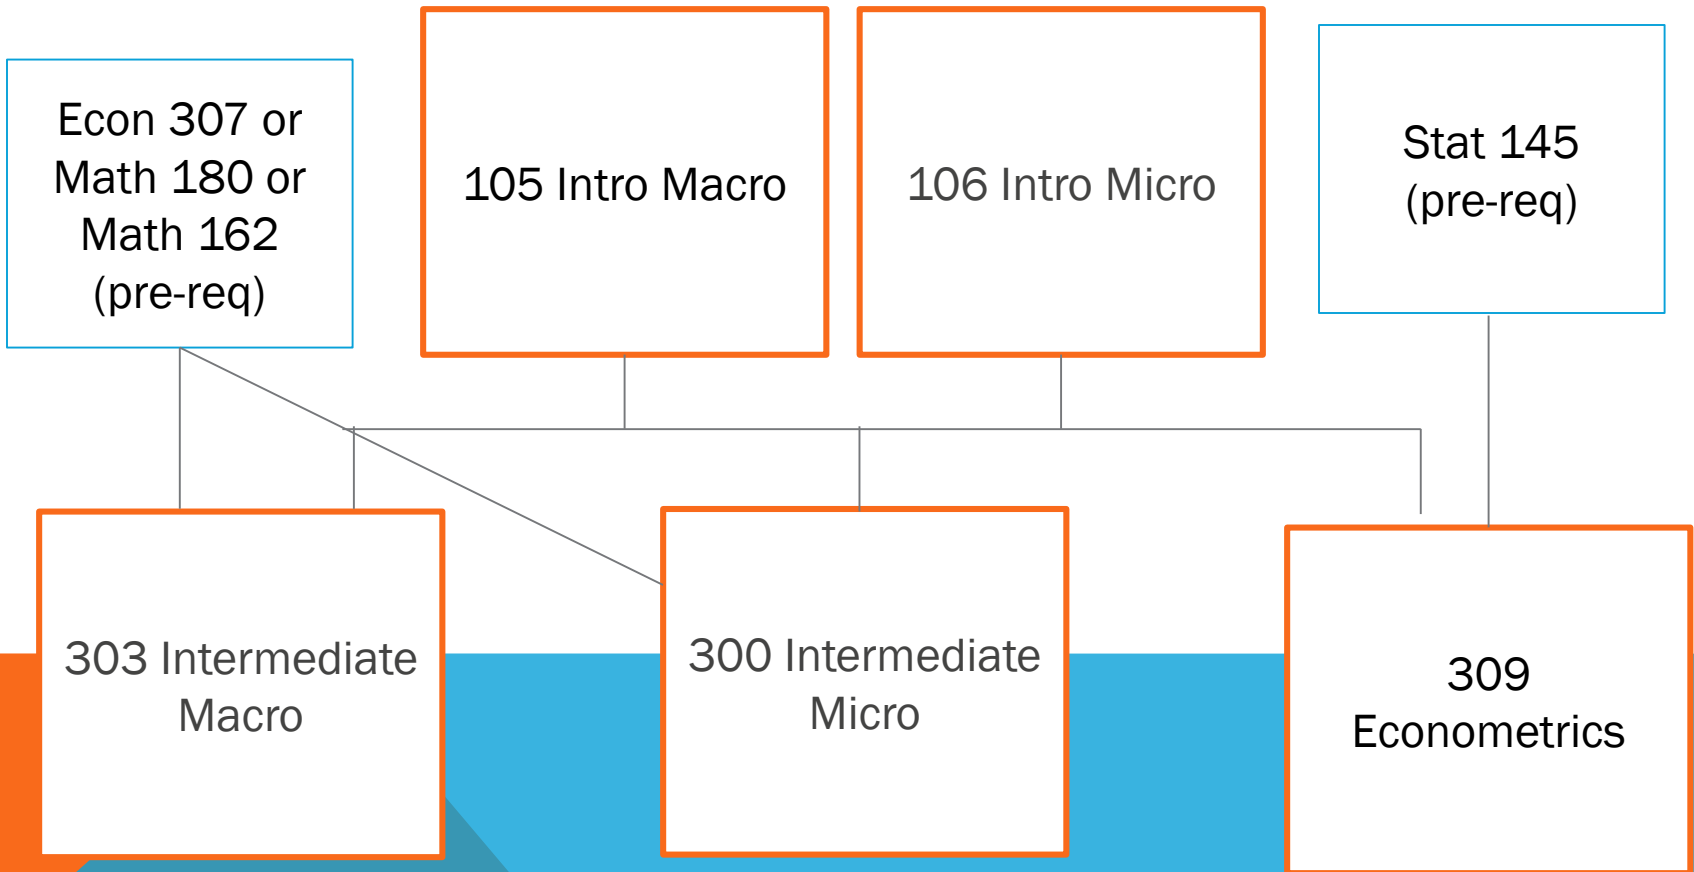 Econ 307 or
Math 180 or
Math 162
(pre-req)
105 Intro Macro
106 Intro Micro
Stat 145
(pre-req)
303 Intermediate
Macro
300 Intermediate
Micro
309
Econometrics